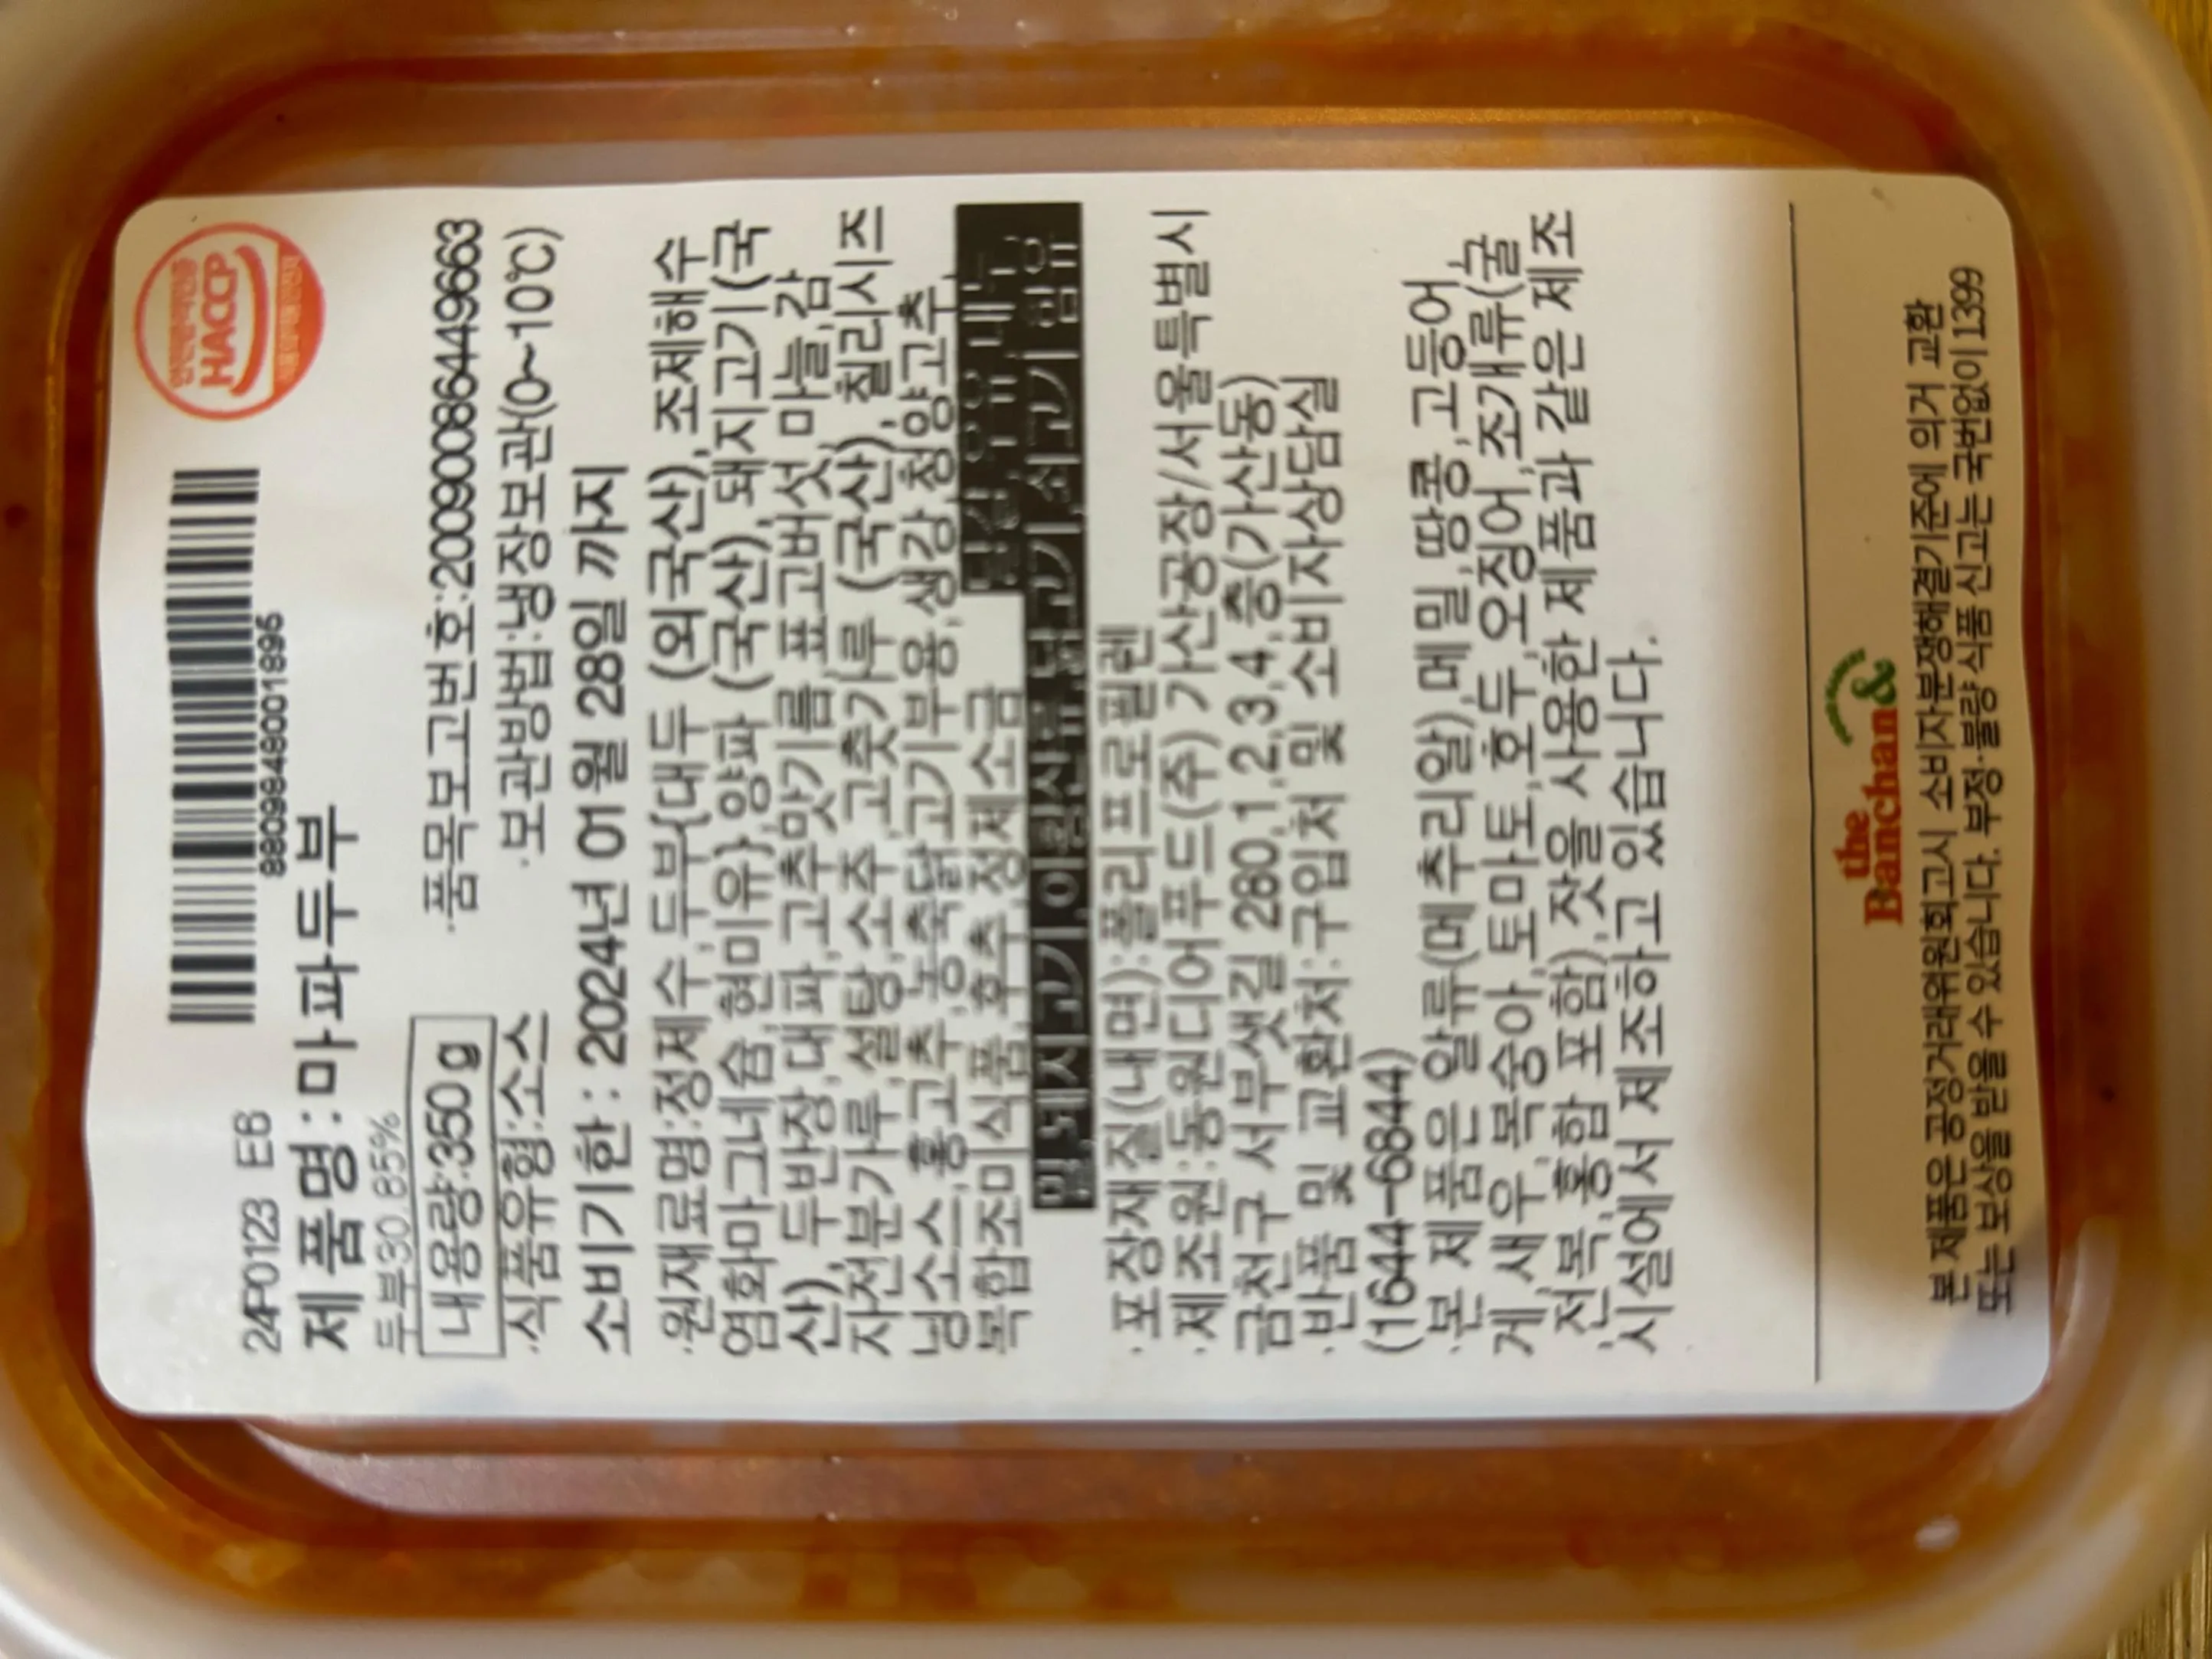 HACCP
8809848001895
24F0123 E6
제품명:마파두부
두부30.85%
내용량:350g
·품목보고번호:20090086449663
·식품유형:소스
·보관방법:냉장보관(0~10℃)
소비기한 : 2024년 01월 28일 까지
·원재료명:정제수,두부{대두 (외국산), 조제해수
염화마그네슘,현미유},양파 (국산), 돼지고기 (국
산), 두반장,대파,고추맛기름,표고버섯,마늘,감
자전분가루,설탕,소주,고춧가루 (국산), 칠리시즈
닝소스,홍고추,농축닭고기부용,생강,청양고추,
복합조미식품,후추,정제소금
달걀,우유,대두,
밀,돼지고기,아황산류,닭고기,쇠고기 함유
·포장재질(내면):폴리프로필렌
·제조원:동원디어푸드(주) 가산공장/서울특별시
금천구 서부샛길 280,1,2,3,4,층(가산동)
·반품 및 교환처:구입처 및 소비자상담실
(1644-6844)
·본 제품은 알류(메추리알),메밀,땅콩,고등어,
게,새우,복숭아,토마토,호두,오징어,조개류(굴
,전복,홍합 포함),잣을 사용한 제품과 같은 제조
시설에서 제조하고 있습니다.
the
Banchan&
본 제품은 공정거래위원회고시 소비자분쟁해결기준에 의거 교환
또는 보상을 받을 수 있습니다. 부정·불량식품 신고는 국번없이 1399